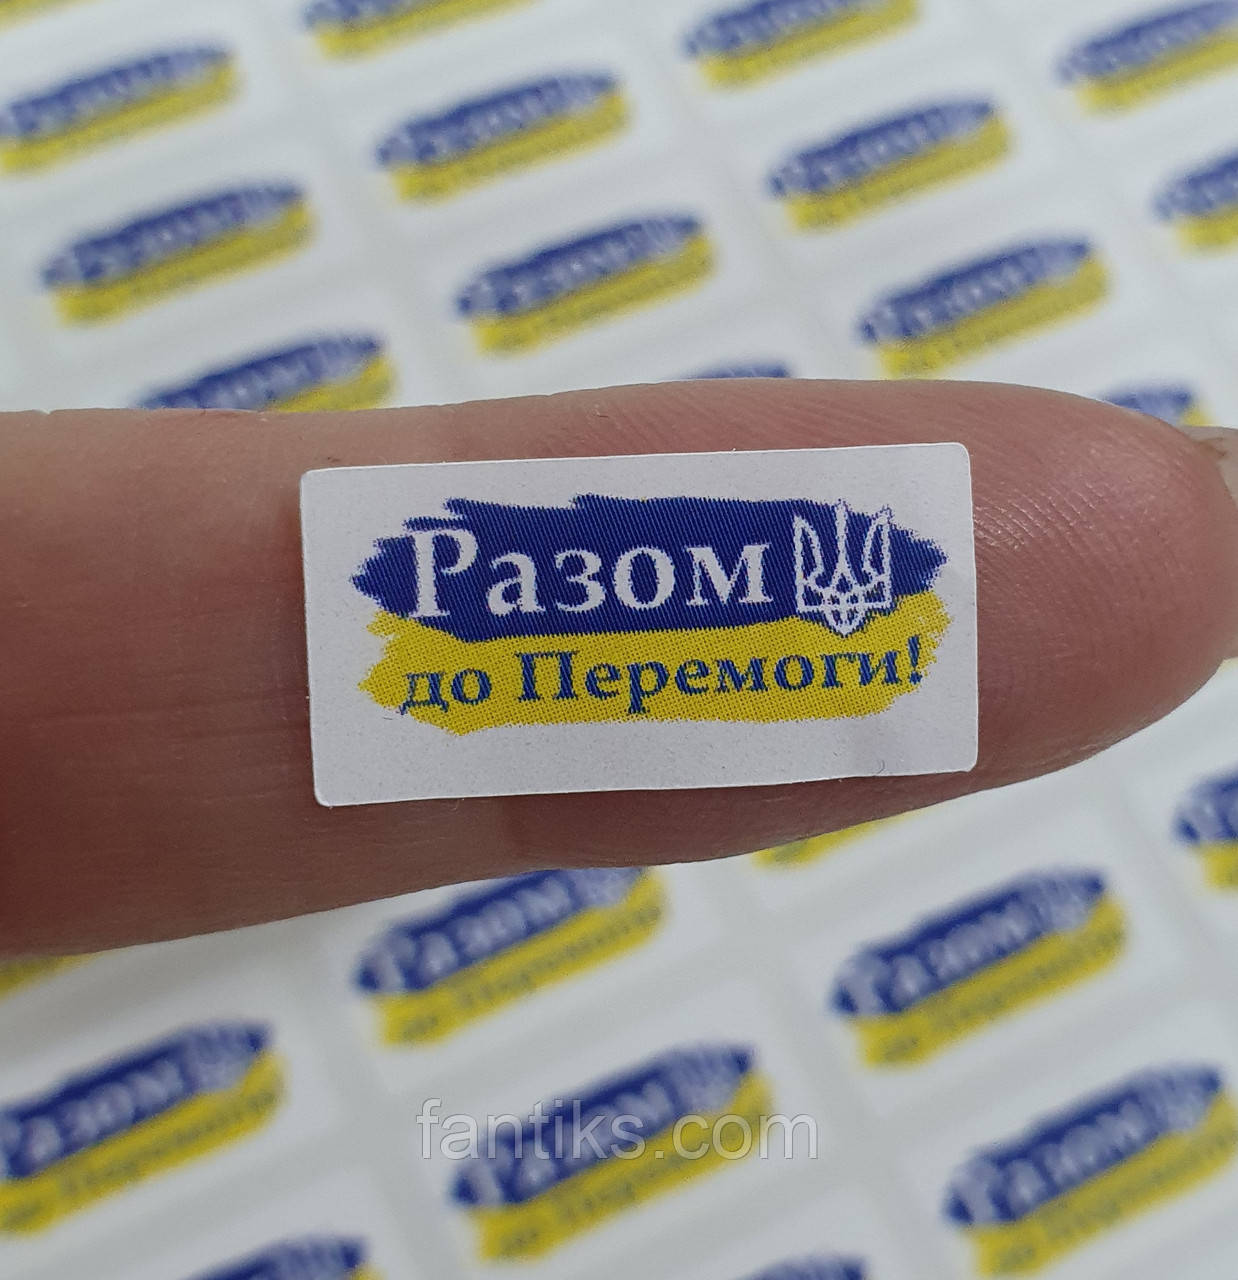 Разом
до Перемоги!
fantiks.com